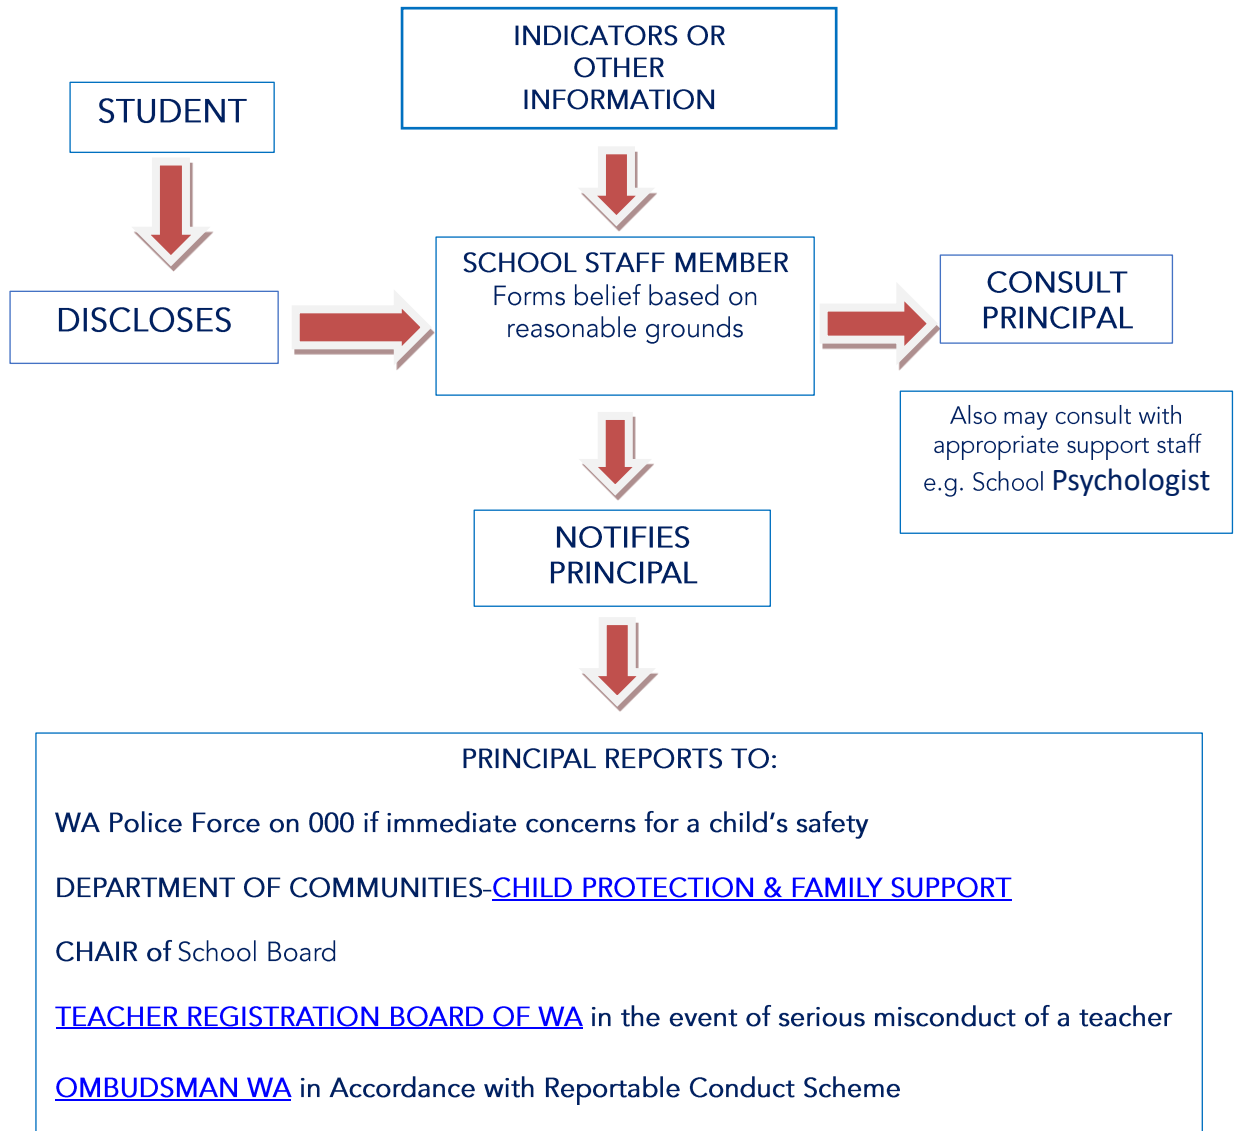 INDICATORS OR
OTHER
INFORMATION
STUDENT
DISCLOSES
SCHOOL STAFF MEMBER
Forms belief based on
reasonable grounds
CONSULT
PRINCIPAL
Also may consult with
appropriate support staff
e.g. School Psychologist
NOTIFIES
PRINCIPAL
PRINCIPAL REPORTS TO:
WA Police Force on 000 if immediate concerns for a child's safety
DEPARTMENT OF COMMUNITIES-CHILD PROTECTION & FAMILY SUPPORT
CHAIR of School Board
TEACHER REGISTRATION BOARD OF WA in the event of serious misconduct of a teacher
OMBUDSMAN WA in Accordance with Reportable Conduct Scheme